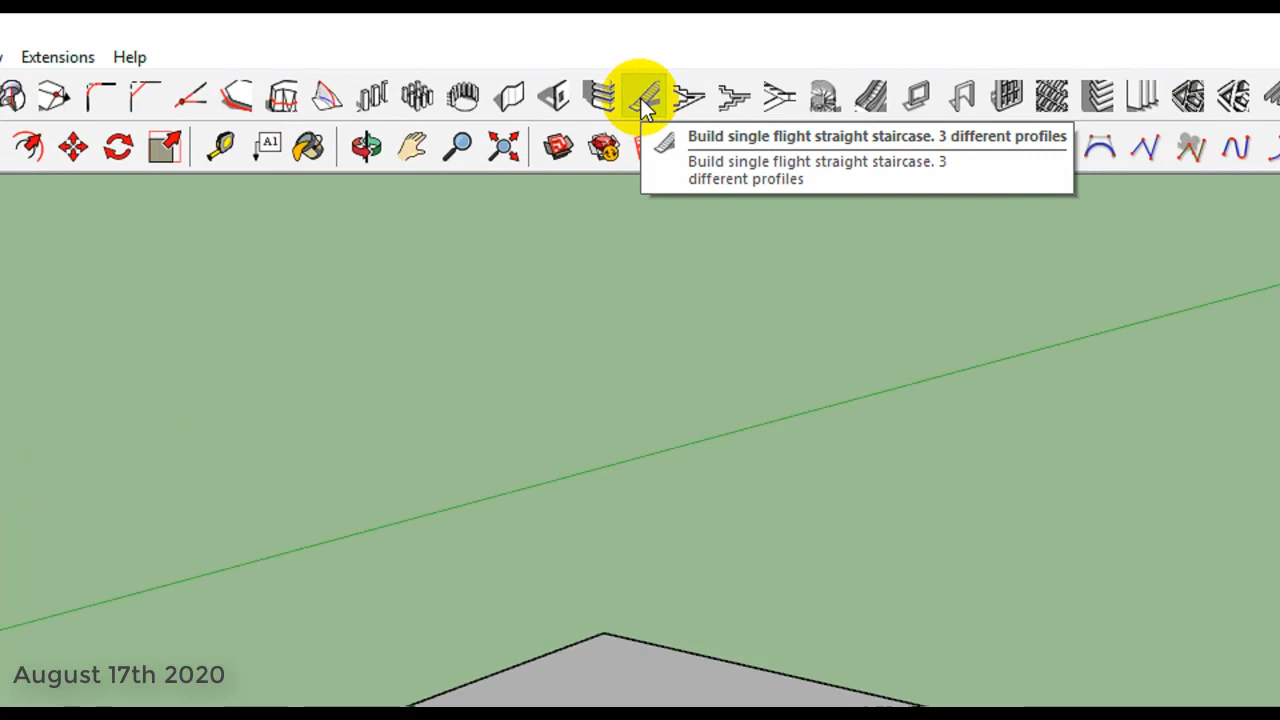 Extensions Help
A1
Build single flight straight staircase. 3 different profiles
Build single flight straight staircase. 3
different profiles
August 17th 2020